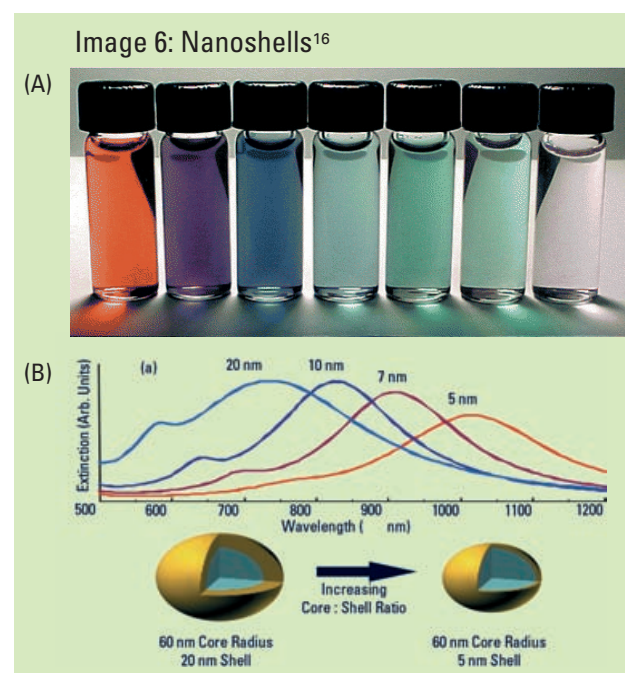 Image 6: Nanoshells¹⁶
(A)
(B)
(a)
20 nm
10 nm
7 nm
5 nm
Extinction (Arb. Units)
500 600 700 800 900 1000 1100 1200
Wavelength ( nm)
Increasing
Core : Shell Ratio
60 nm Core Radius
20 nm Shell
60 nm Core Radius
5 nm Shell